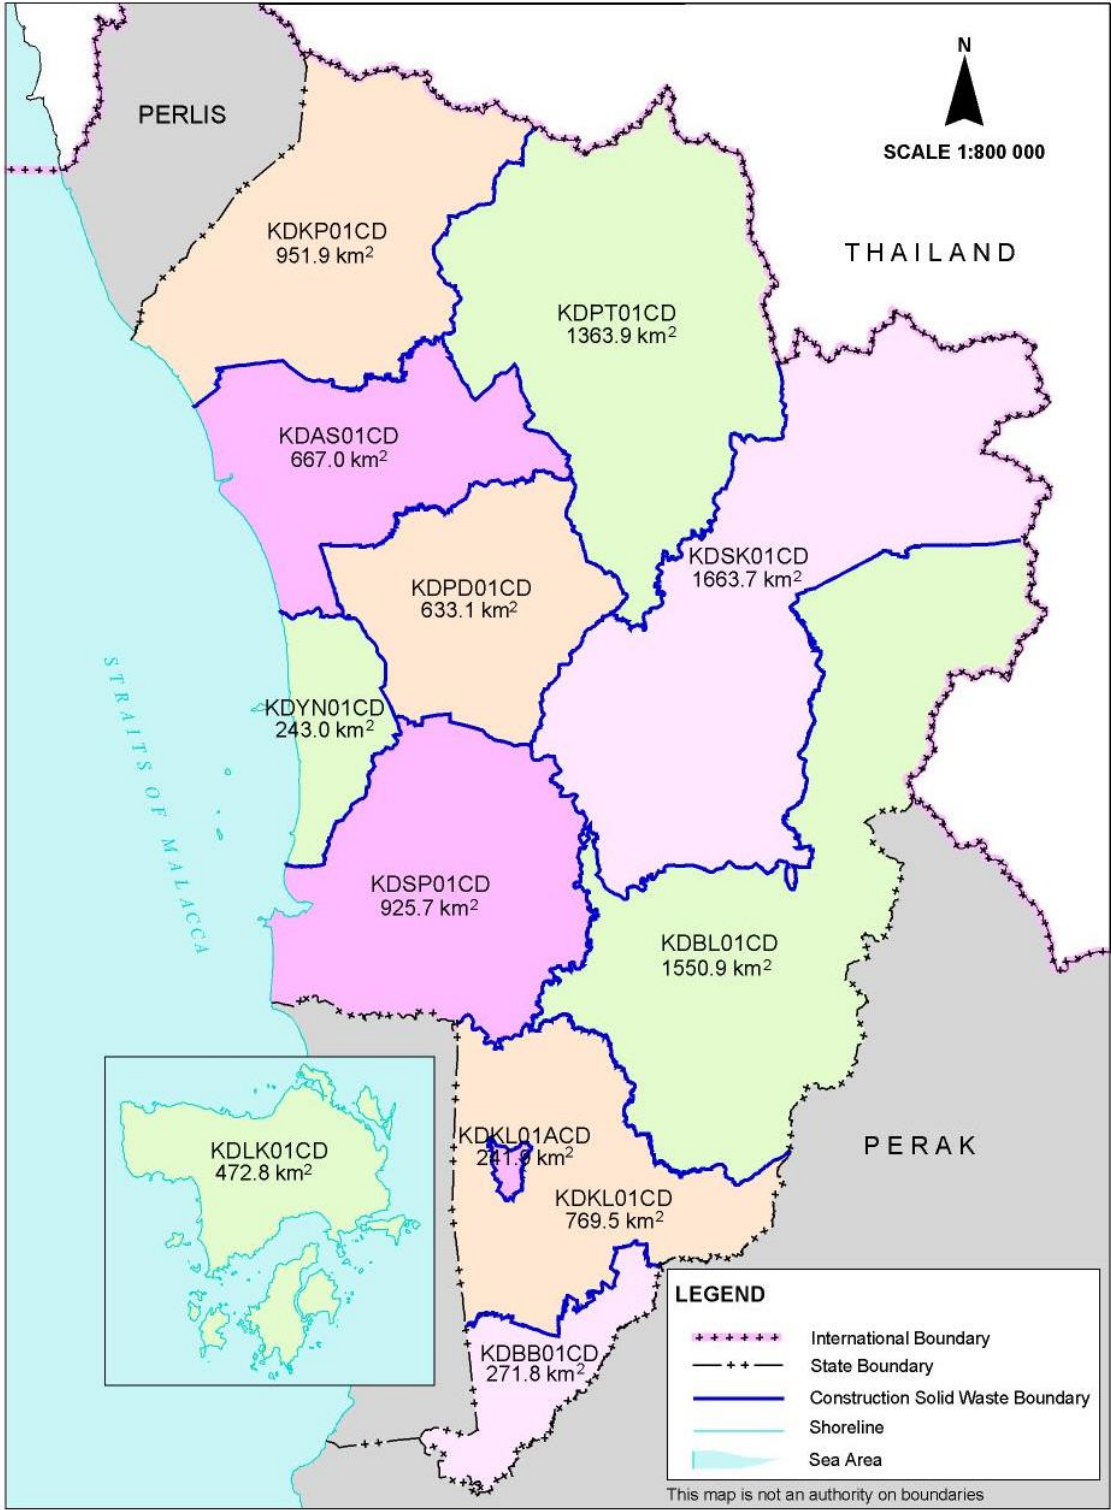 N
SCALE 1:800 000
PERLIS
THAILAND
KDKP01CD
951.9 km²
KDPT01CD
1363.9 km²
KDAS01CD
667.0 km²
KDSK01CD
1663.7 km²
KDPD01CD
633.1 km²
KDYN01CD
243.0 km²
STRAITS OF MALACCA
KDSP01CD
925.7 km²
KDBL01CD
1550.9 km²
KDLK01CD
472.8 km²
KDKL01ACD
km²
PERAK
KDKL01CD
769.5 km²
KDBB01CD
271.8 km²
LEGEND
International Boundary
State Boundary
Construction Solid Waste Boundary
Shoreline
Sea Area
This map is not an authority on boundaries